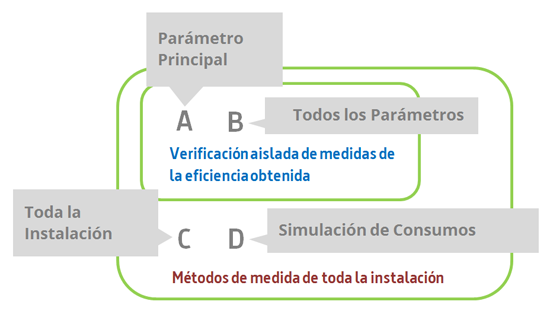 Parámetro
Principal
A B
Todos los Parámetros
Verificación aislada de medidas de
la eficiencia obtenida
Toda la
Instalación
C D
Simulación de Consumos
Métodos de medida de toda la instalación